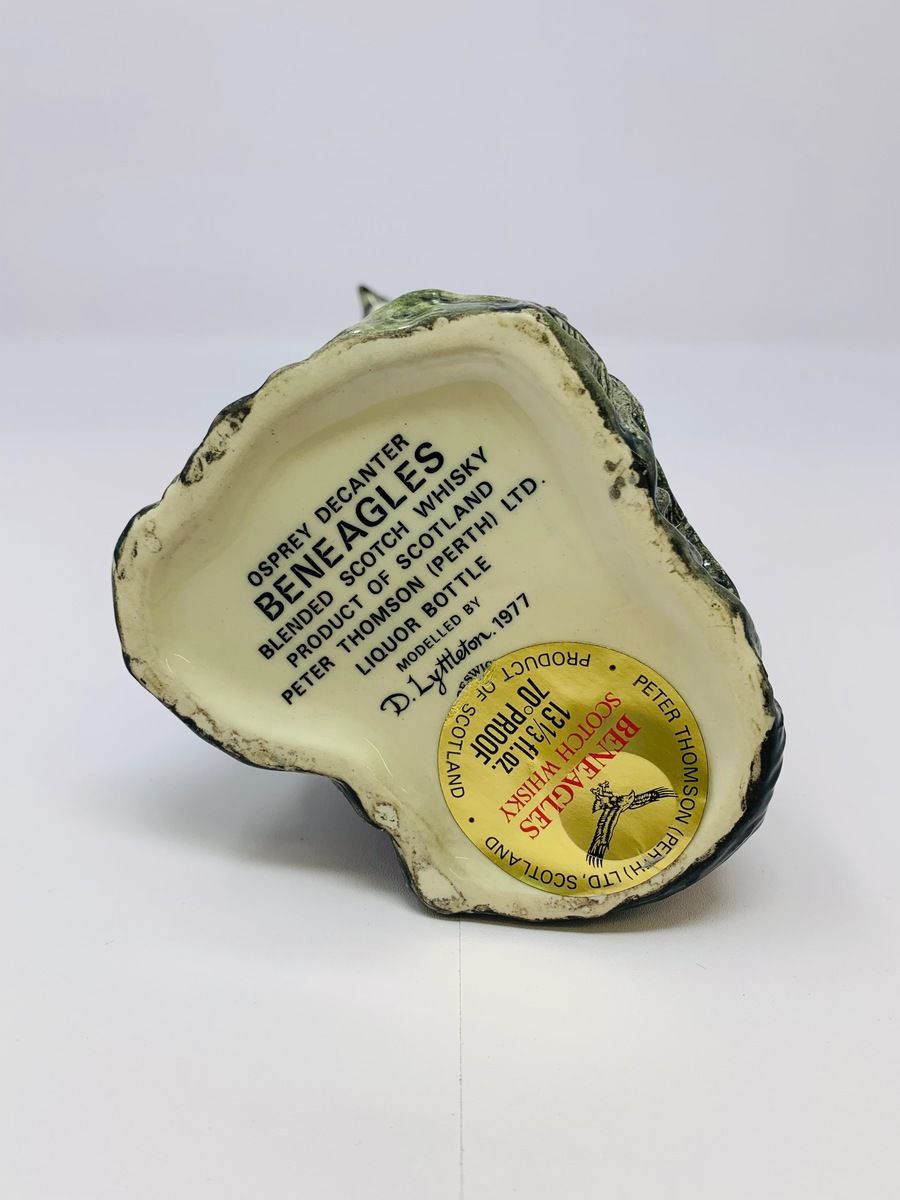 OSPREY DECANTER
BENEAGLES
BLENDED SCOTCH WHISKY
PRODUCT OF SCOTLAND
PETER THOMSON (PERTH) LTD.
LIQUOR BOTTLE
MODELLED BY
D. Lyttleton. 1977
PETER THOMSON (PERTH) LTD, SCOTLAND
BENEAGLES
SCOTCH WHISKY
13 1/3 fl. oz.
70° PROOF
• PRODUCT OF SCOTLAND •